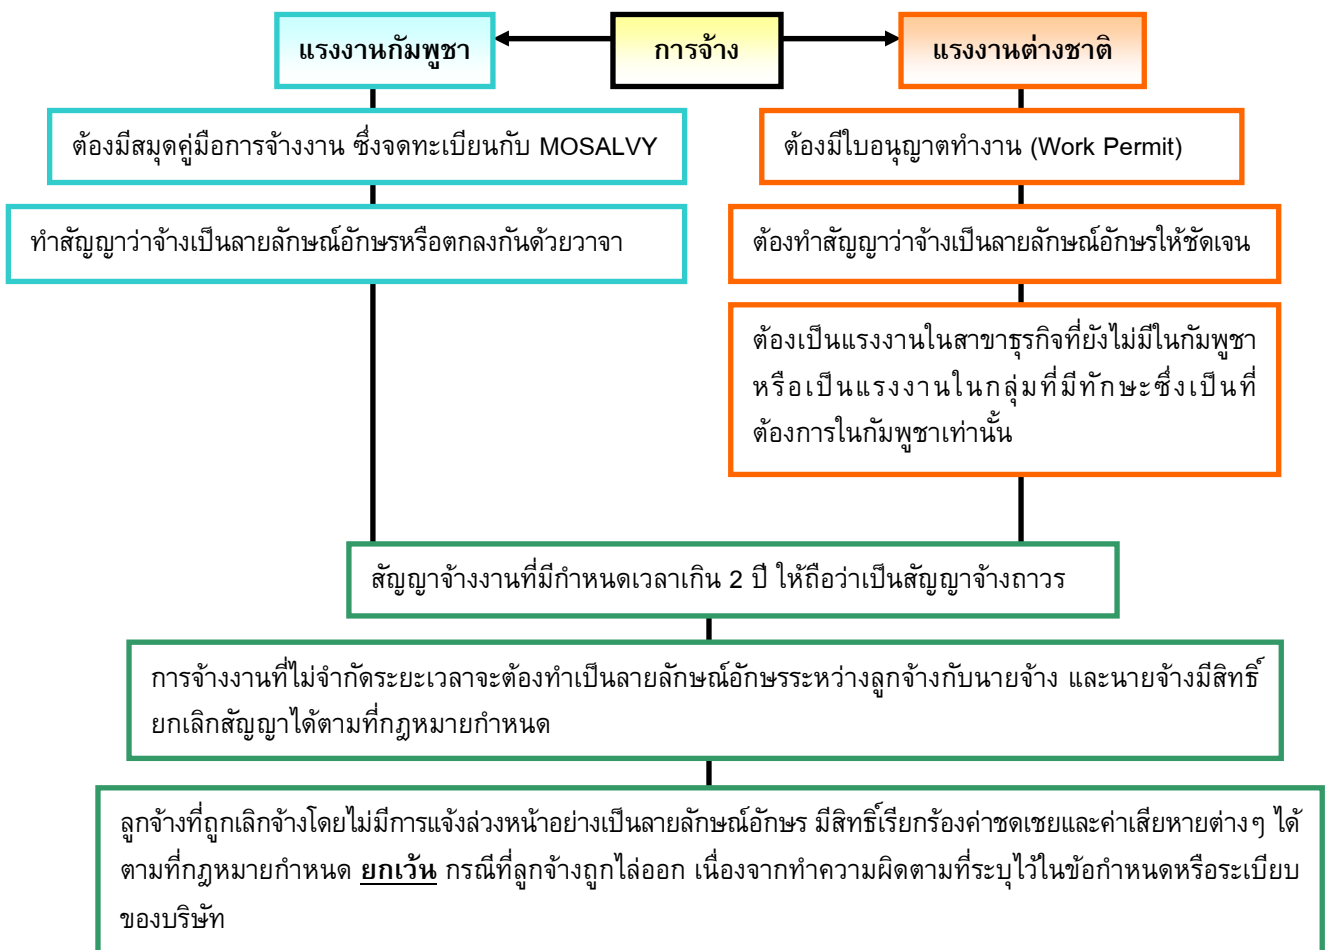 แรงงานกัมพูชา
การจ้าง
แรงงานต่างชาติ
ต้องมีสมุดคู่มือการจ้างงาน ซึ่งจดทะเบียนกับ MOSALVY
ต้องมีใบอนุญาตทำงาน (Work Permit)
ทำสัญญาว่าจ้างเป็นลายลักษณ์อักษรหรือตกลงกันด้วยวาจา
ต้องทำสัญญาว่าจ้างเป็นลายลักษณ์อักษรให้ชัดเจน
ต้องเป็นแรงงานในสาขาธุรกิจที่ยังไม่มีในกัมพูชา
หรือเป็นแรงงานในกลุ่มที่มีทักษะซึ่งเป็นที่
ต้องการในกัมพูชาเท่านั้น
สัญญาจ้างงานที่มีกำหนดเวลาเกิน 2 ปี ให้ถือว่าเป็นสัญญาจ้างถาวร
การจ้างงานที่ไม่จำกัดระยะเวลาจะต้องทำเป็นลายลักษณ์อักษรระหว่างลูกจ้างกับนายจ้าง และนายจ้างมีสิทธิ์
ยกเลิกสัญญาได้ตามที่กฎหมายกำหนด
ลูกจ้างที่ถูกเลิกจ้างโดยไม่มีการแจ้งล่วงหน้าอย่างเป็นลายลักษณ์อักษร มีสิทธิ์เรียกร้องค่าชดเชยและค่าเสียหายต่างๆ ได้
ตามที่กฎหมายกำหนด ยกเว้น กรณีที่ลูกจ้างถูกไล่ออก เนื่องจากทำความผิดตามที่ระบุไว้ในข้อกำหนดหรือระเบียบ
ของบริษัท